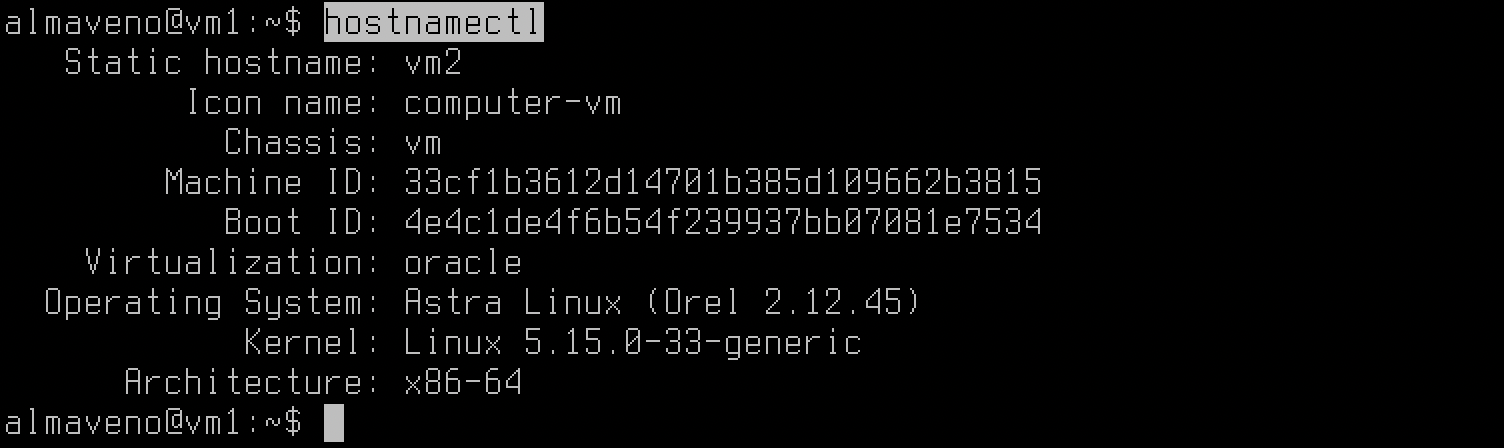 almaveno@vm1:~$ hostnamectl
Static hostname: vm2
Icon name: computer-vm
Chassis: vm
Machine ID: 33cf1b3612d14701b385d109662b3815
Boot ID: 4e4c1de4f6b54f239937bb07081e7534
Virtualization: oracle
Operating System: Astra Linux (Orel 2.12.45)
Kernel: Linux 5.15.0-33-generic
Architecture: x86-64
almaveno@vm1:~$